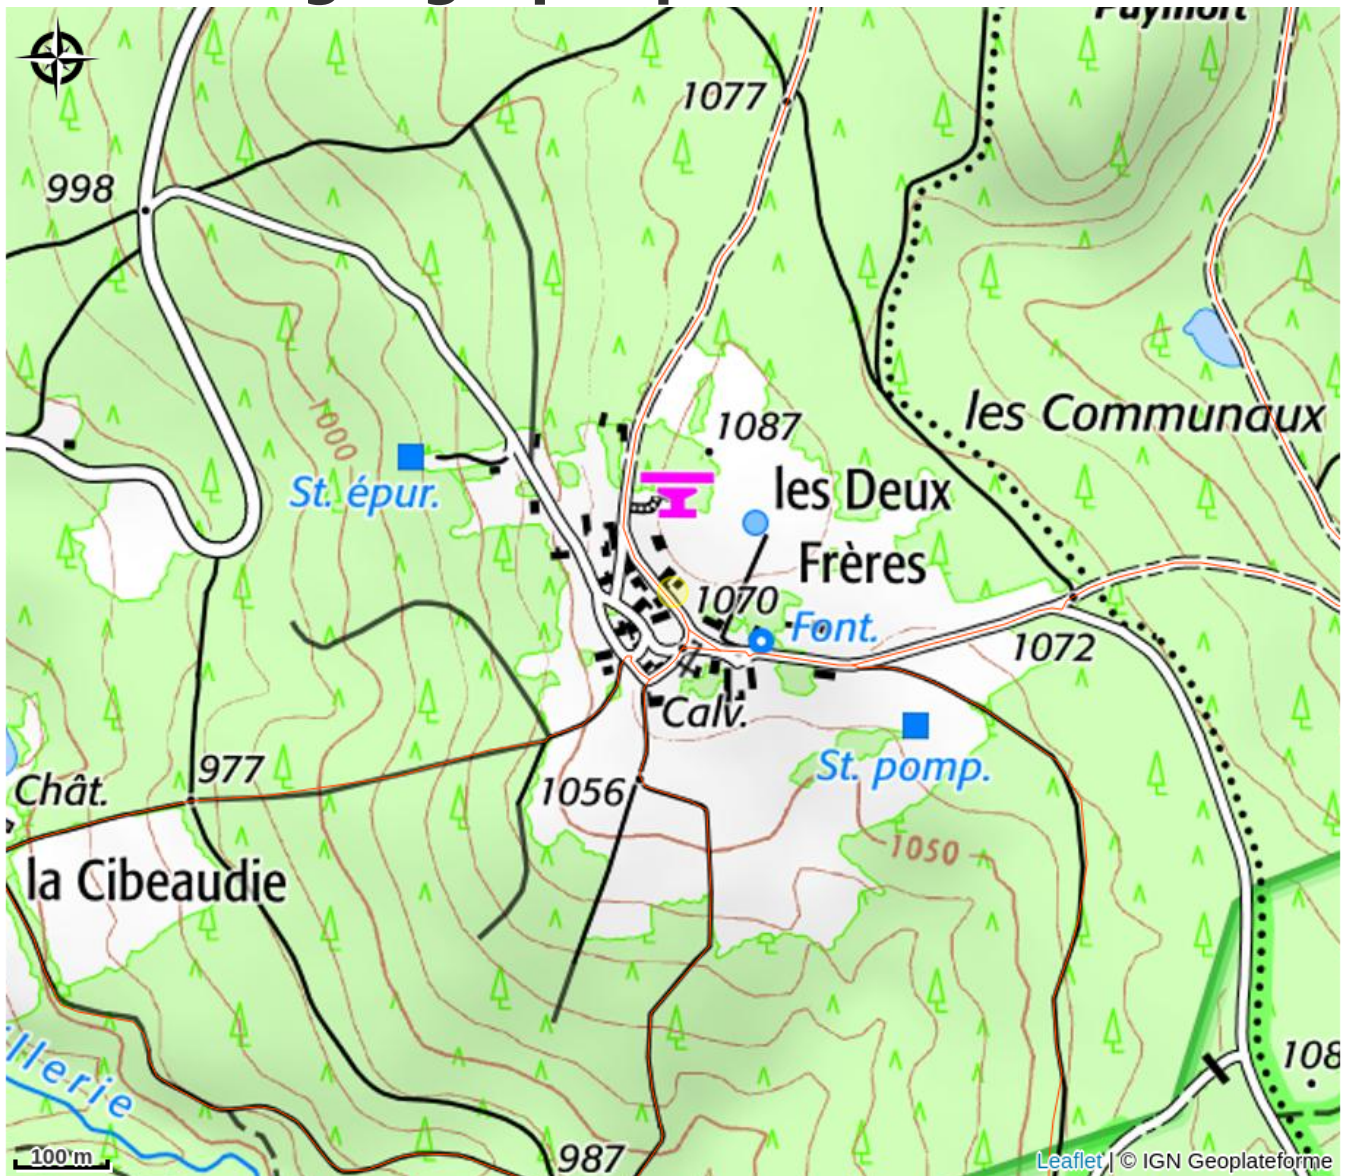 Puymort
1077
998
les Communaux
1087
1000
les Deux
Frères
St. épur.
1070
Font.
1072
Calv.
977
St. pomp.
Chât.
1056
1050
la Cibeaudie
illerie
108
100 m
987
Leaflet | © IGN Geoplateforme